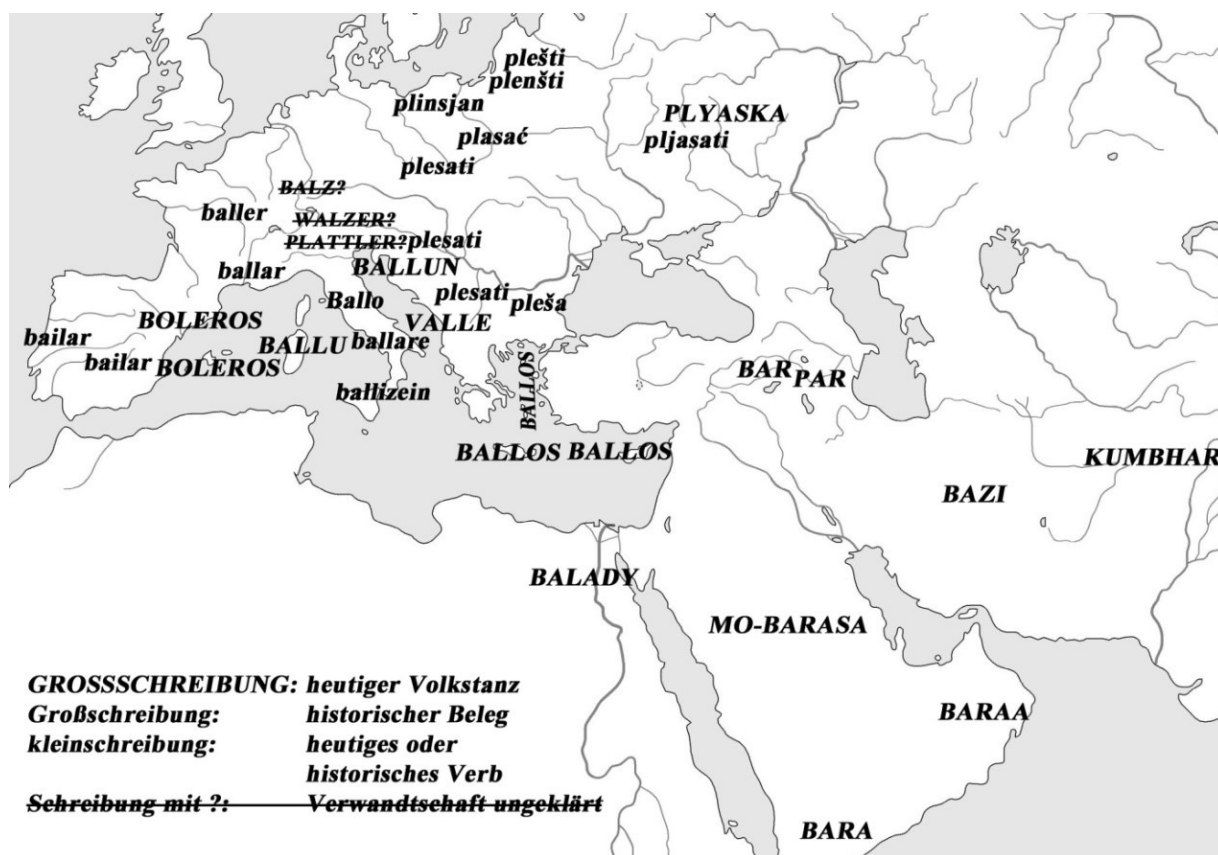 plešti
plenšti
plinsjan
PLYASKA
plasać
pljasati
plesati
BALZ?
baller
WALZER?
PLATTLER? plesati
ballar
BALLUN
plesati
Ballo
pleša
BOLEROS
VALLE
bailar
BALLU
ballare
bailar
BOLEROS
BALLOS
BAR
PAR
ballizein
BALLOS
BALLOS
KUMBHAR
BAZI
BALADY
MO-BARASA
GROSSSCHREIBUNG: heutiger Volkstanz
Großschreibung: historischer Beleg
BARAA
kleinschreibung: heutiges oder
historisches Verb
Schreibung mit ?: Verwandtschaft ungeklärt
BARA